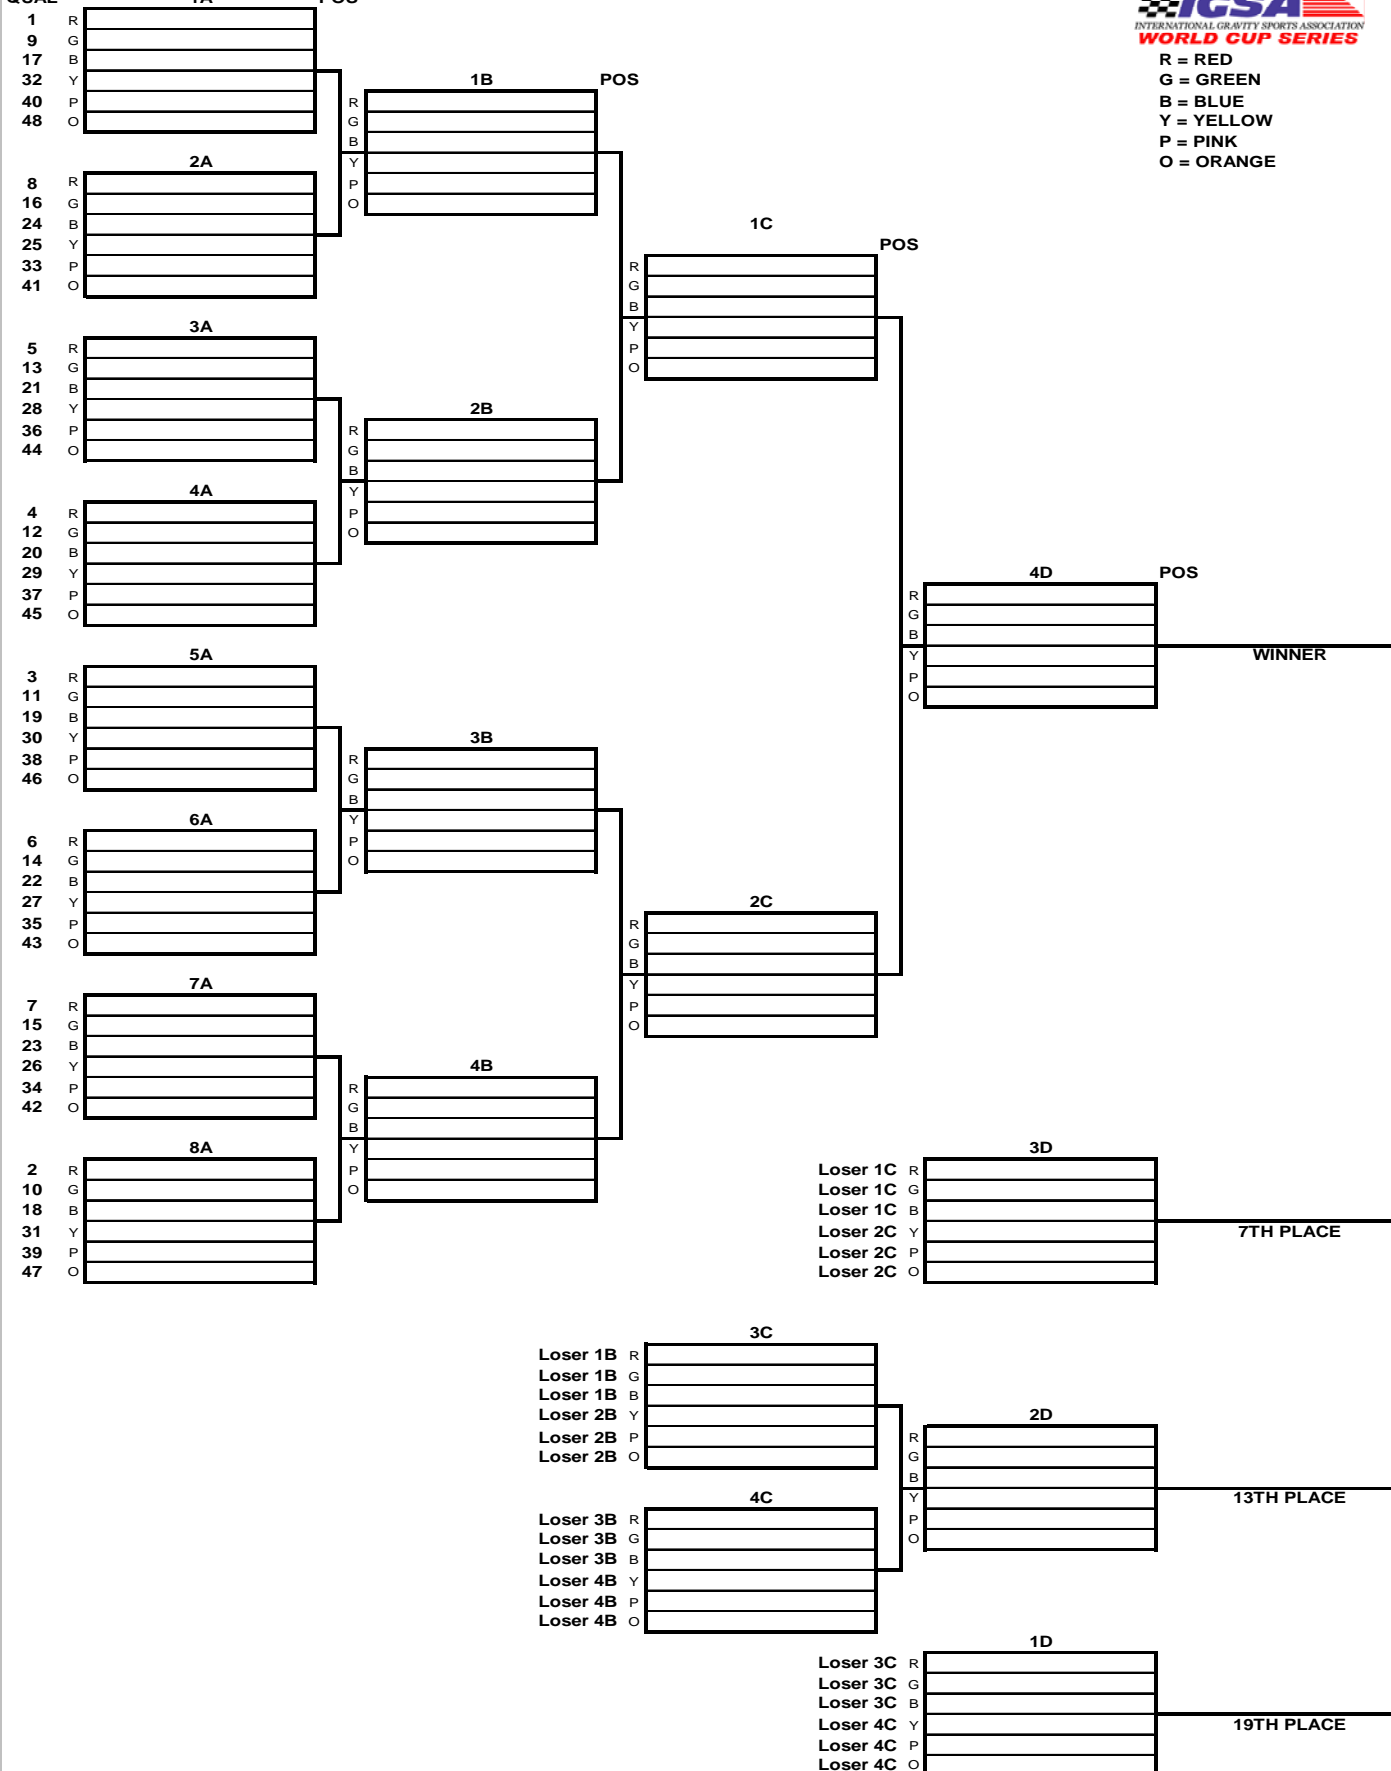 QUAL 1A POS
IGSA
INTERNATIONAL GRAVITY SPORTS ASSOCIATION
WORLD CUP SERIES
R = RED
G = GREEN
B = BLUE
Y = YELLOW
P = PINK
O = ORANGE
1 R
9 G
17 B
32 Y
40 P
48 O
2A
8 R
16 G
24 B
25 Y
33 P
41 O
3A
5 R
13 G
21 B
28 Y
36 P
44 O
4A
4 R
12 G
20 B
29 Y
37 P
45 O
5A
3 R
11 G
19 B
30 Y
38 P
46 O
6A
6 R
14 G
22 B
27 Y
35 P
43 O
7A
7 R
15 G
23 B
26 Y
34 P
42 O
8A
2 R
10 G
18 B
31 Y
39 P
47 O
1B POS
R
G
B
Y
P
O
2B
R
G
B
Y
P
O
3B
R
G
B
Y
P
O
4B
R
G
B
Y
P
O
1C
POS
R
G
B
Y
P
O
2C
R
G
B
Y
P
O
4D POS
R
G
B
Y
P
O
WINNER
3D
Loser 1C R
Loser 1C G
Loser 1C B
Loser 2C Y
Loser 2C P
Loser 2C O
7TH PLACE
3C
Loser 1B R
Loser 1B G
Loser 1B B
Loser 2B Y
Loser 2B P
Loser 2B O
4C
Loser 3B R
Loser 3B G
Loser 3B B
Loser 4B Y
Loser 4B P
Loser 4B O
2D
R
G
B
Y
P
O
13TH PLACE
1D
Loser 3C R
Loser 3C G
Loser 3C B
Loser 4C Y
Loser 4C P
Loser 4C O
19TH PLACE